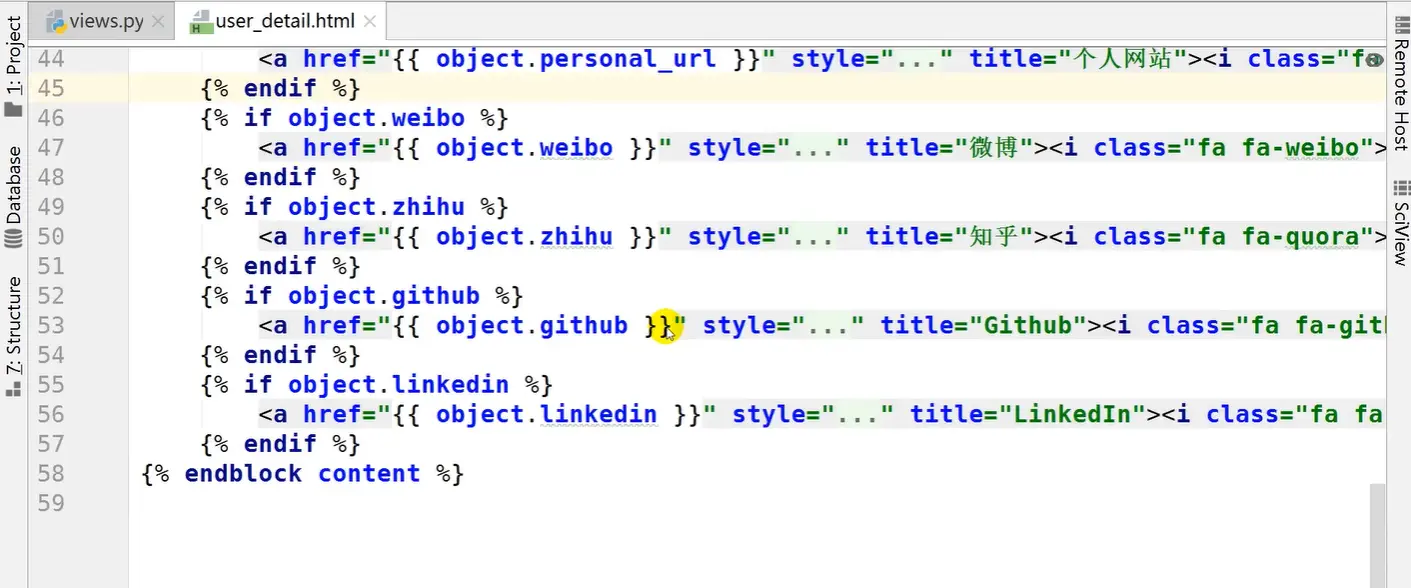 views.py
user_detail.html
1: Project
Database
7: Structure
44 <a href="{{ object.personal_url }}" style="..." title="个人网站"><i class="fa
45 {% endif %}
46 {% if object.weibo %}
47 <a href="{{ object.weibo }}" style="..." title="微博"><i class="fa fa-weibo">
48 {% endif %}
49 {% if object.zhihu %}
50 <a href="{{ object.zhihu }}" style="..." title="知乎"><i class="fa fa-quora">
51 {% endif %}
52 {% if object.github %}
53 <a href="{{ object.github }}" style="..." title="Github"><i class="fa fa-git
54 {% endif %}
55 {% if object.linkedin %}
56 <a href="{{ object.linkedin }}" style="..." title="LinkedIn"><i class="fa fa
57 {% endif %}
58 {% endblock content %}
59
Remote Host
SciView